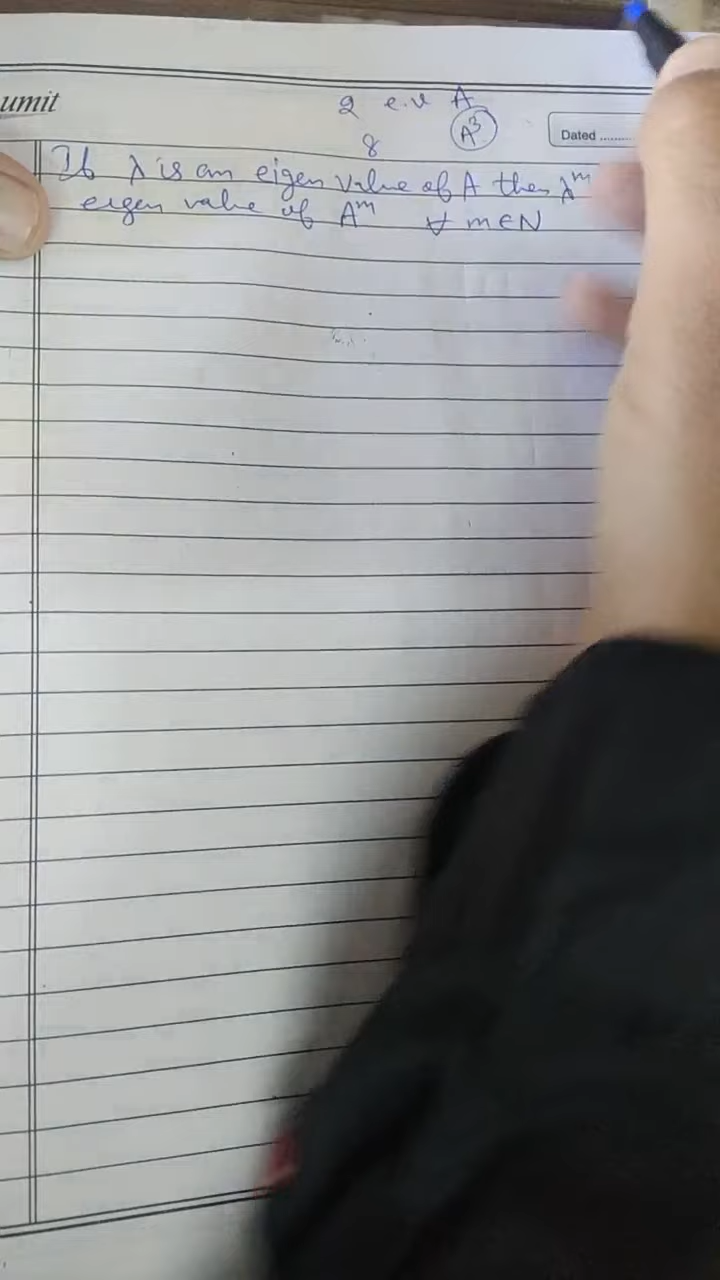 umit
2 e.v A
8 A³
Dated ........
If λ is an eigen value of A then λᵐ
eigen value of Aᵐ ∀ m∈N